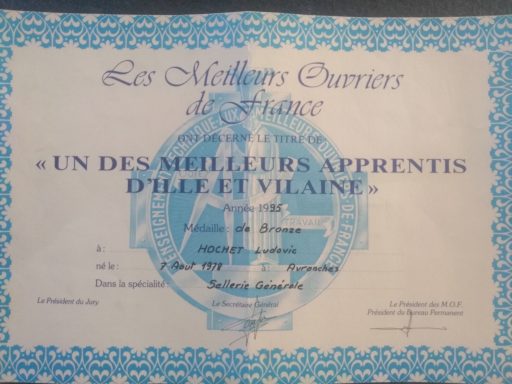 Les Meilleurs Ouvriers
de France
ONT DÉCERNÉ LE TITRE DE
« UN DES MEILLEURS APPRENTIS
D'ILLE ET VILAINE »
Année 1995
Médaille : de Bronze
à : HOCHET Ludovic
né le : 7 Août 1978 à : Avranches
Dans la spécialité : Sellerie Générale
Le Président du Jury
Le Secrétaire Général
Le Président des M.O.F.
Président du Bureau Permanent
TRAVAIL